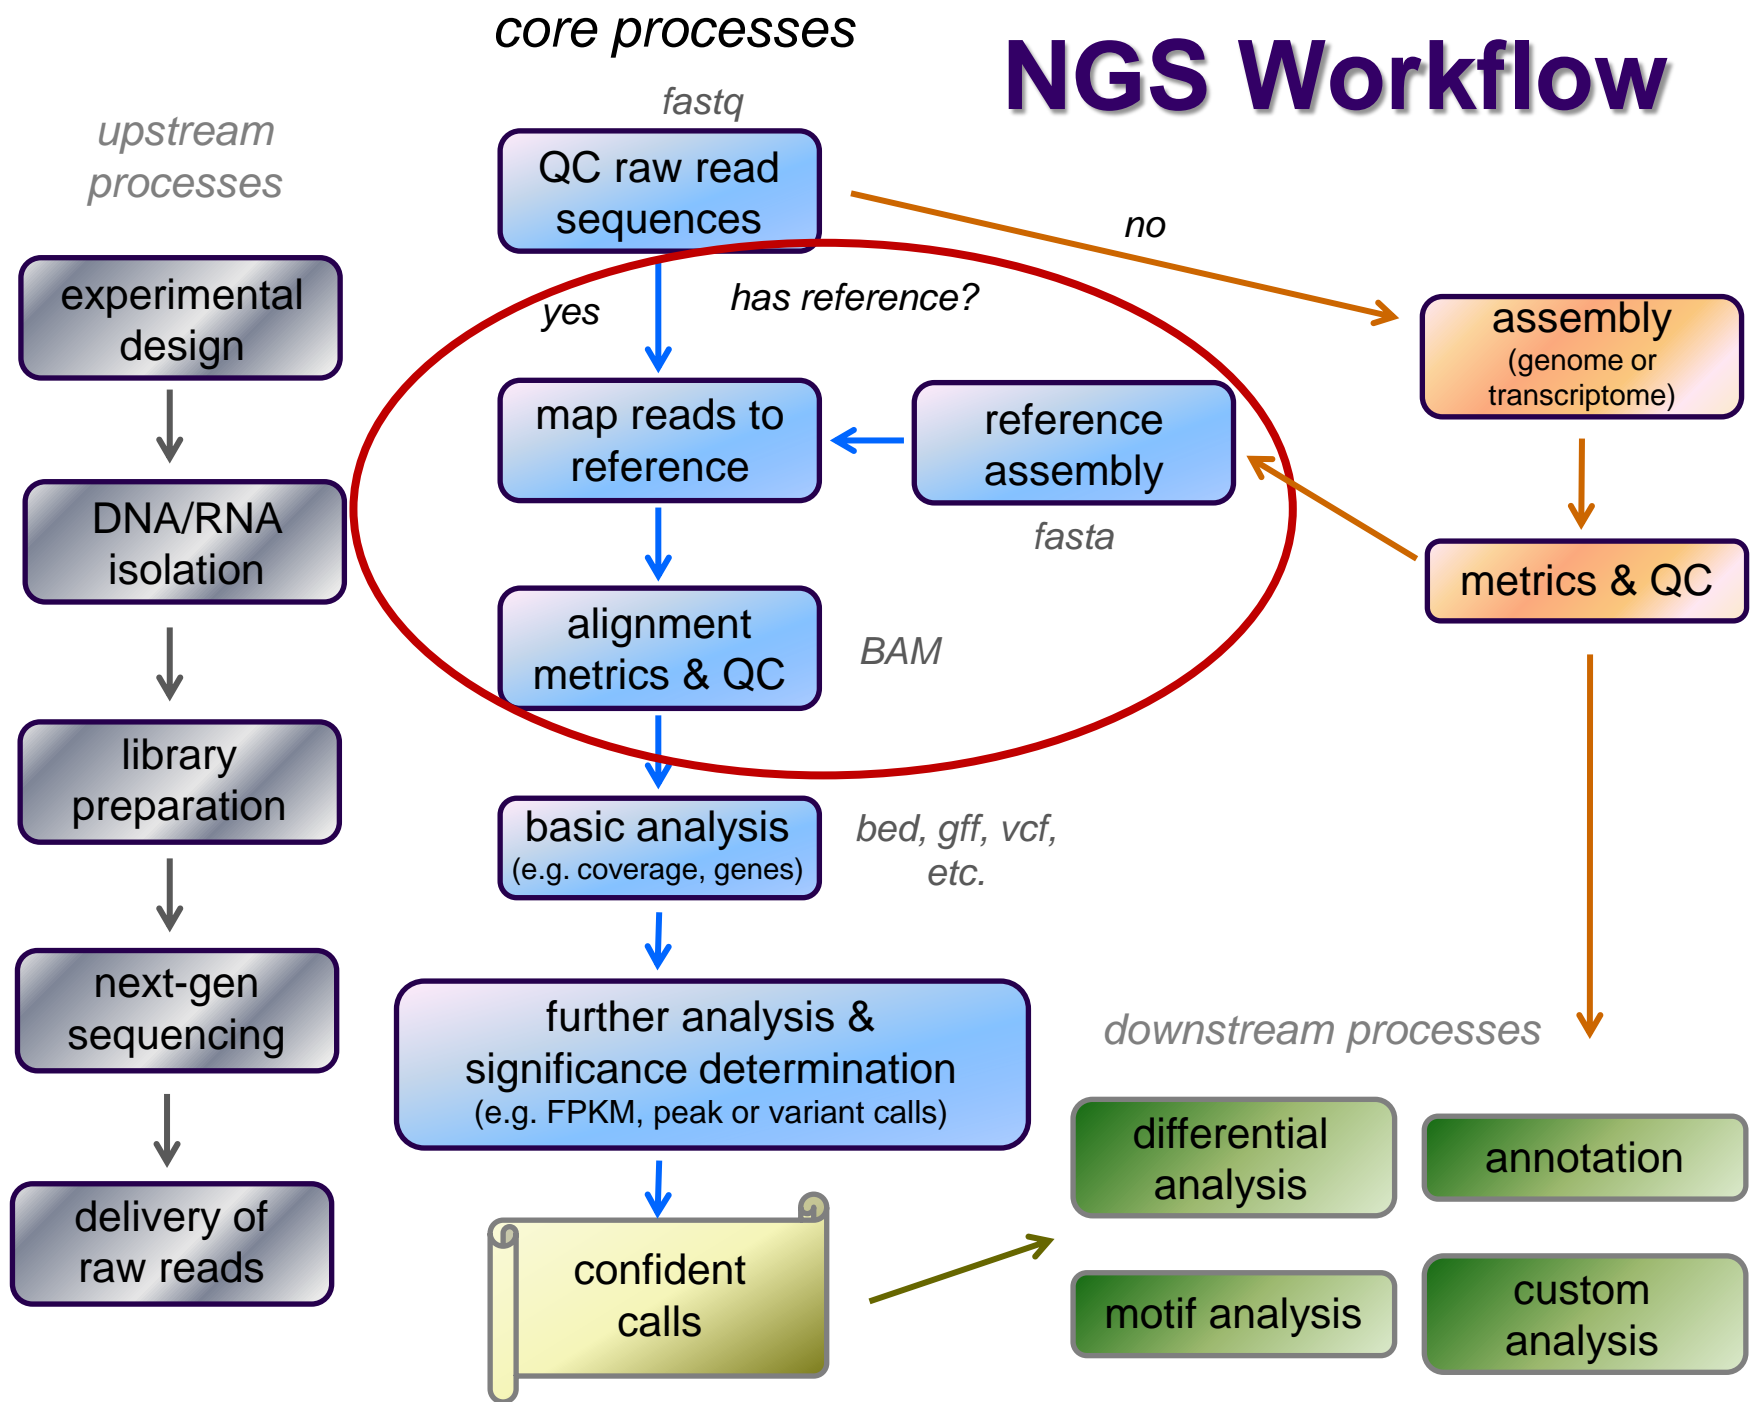 core processes
NGS Workflow
upstream
processes
experimental
design
DNA/RNA
isolation
library
preparation
next-gen
sequencing
delivery of
raw reads
fastq
QC raw read
sequences
yes
has reference?
no
map reads to
reference
reference
assembly
fasta
alignment
metrics & QC
BAM
basic analysis
(e.g. coverage, genes)
bed, gff, vcf,
etc.
further analysis &
significance determination
(e.g. FPKM, peak or variant calls)
confident
calls
assembly
(genome or
transcriptome)
metrics & QC
downstream processes
differential
analysis
annotation
motif analysis
custom
analysis